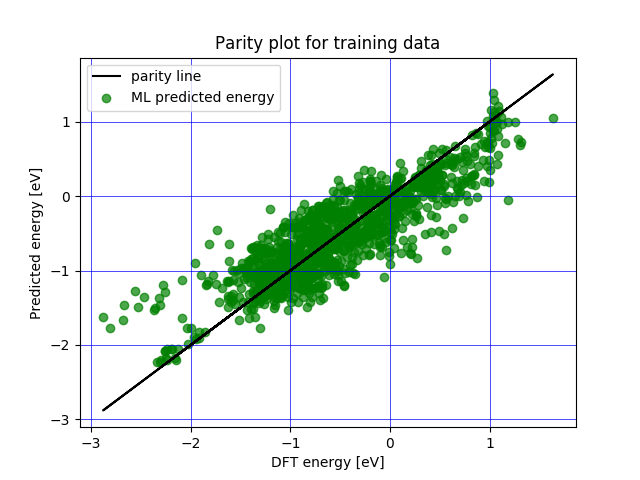 Parity plot for training data
parity line
ML predicted energy
1
0
−1
−2
−3
Predicted energy [eV]
−3
−2
−1
0
1
DFT energy [eV]